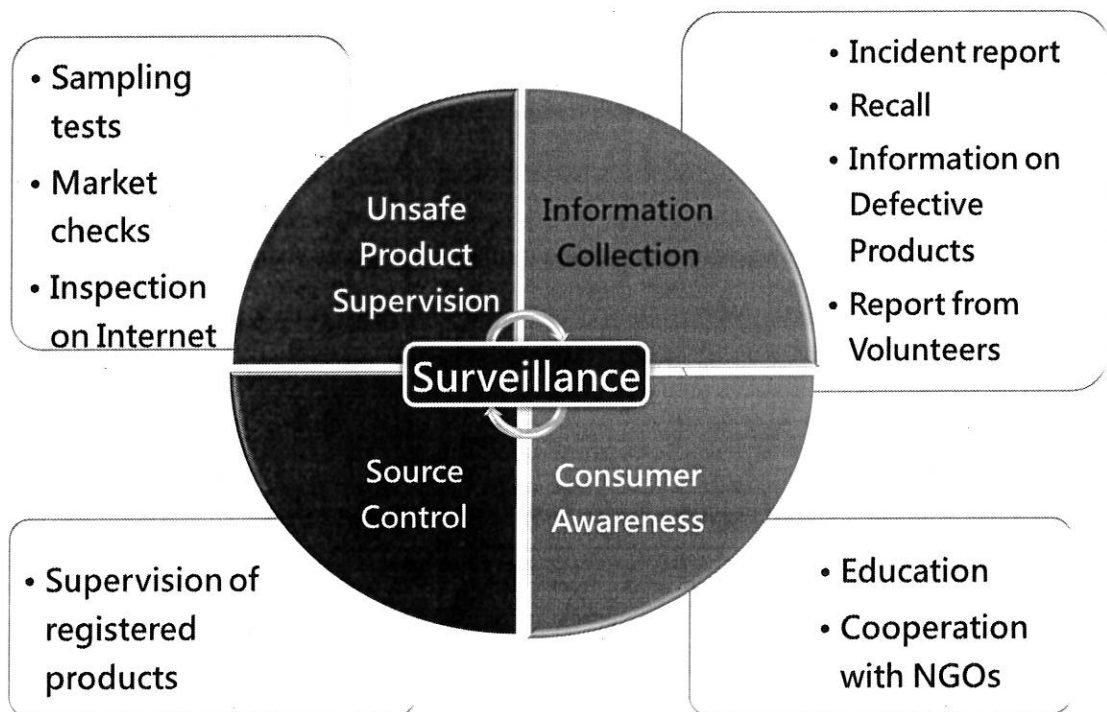 • Sampling
tests
• Market
checks
• Inspection
on Internet
Unsafe
Product
Supervision
Information
Collection
• Incident report
• Recall
• Information on
Defective
Products
• Report from
Volunteers
Surveillance
Source
Control
Consumer
Awareness
• Supervision of
registered
products
• Education
• Cooperation
with NGOs